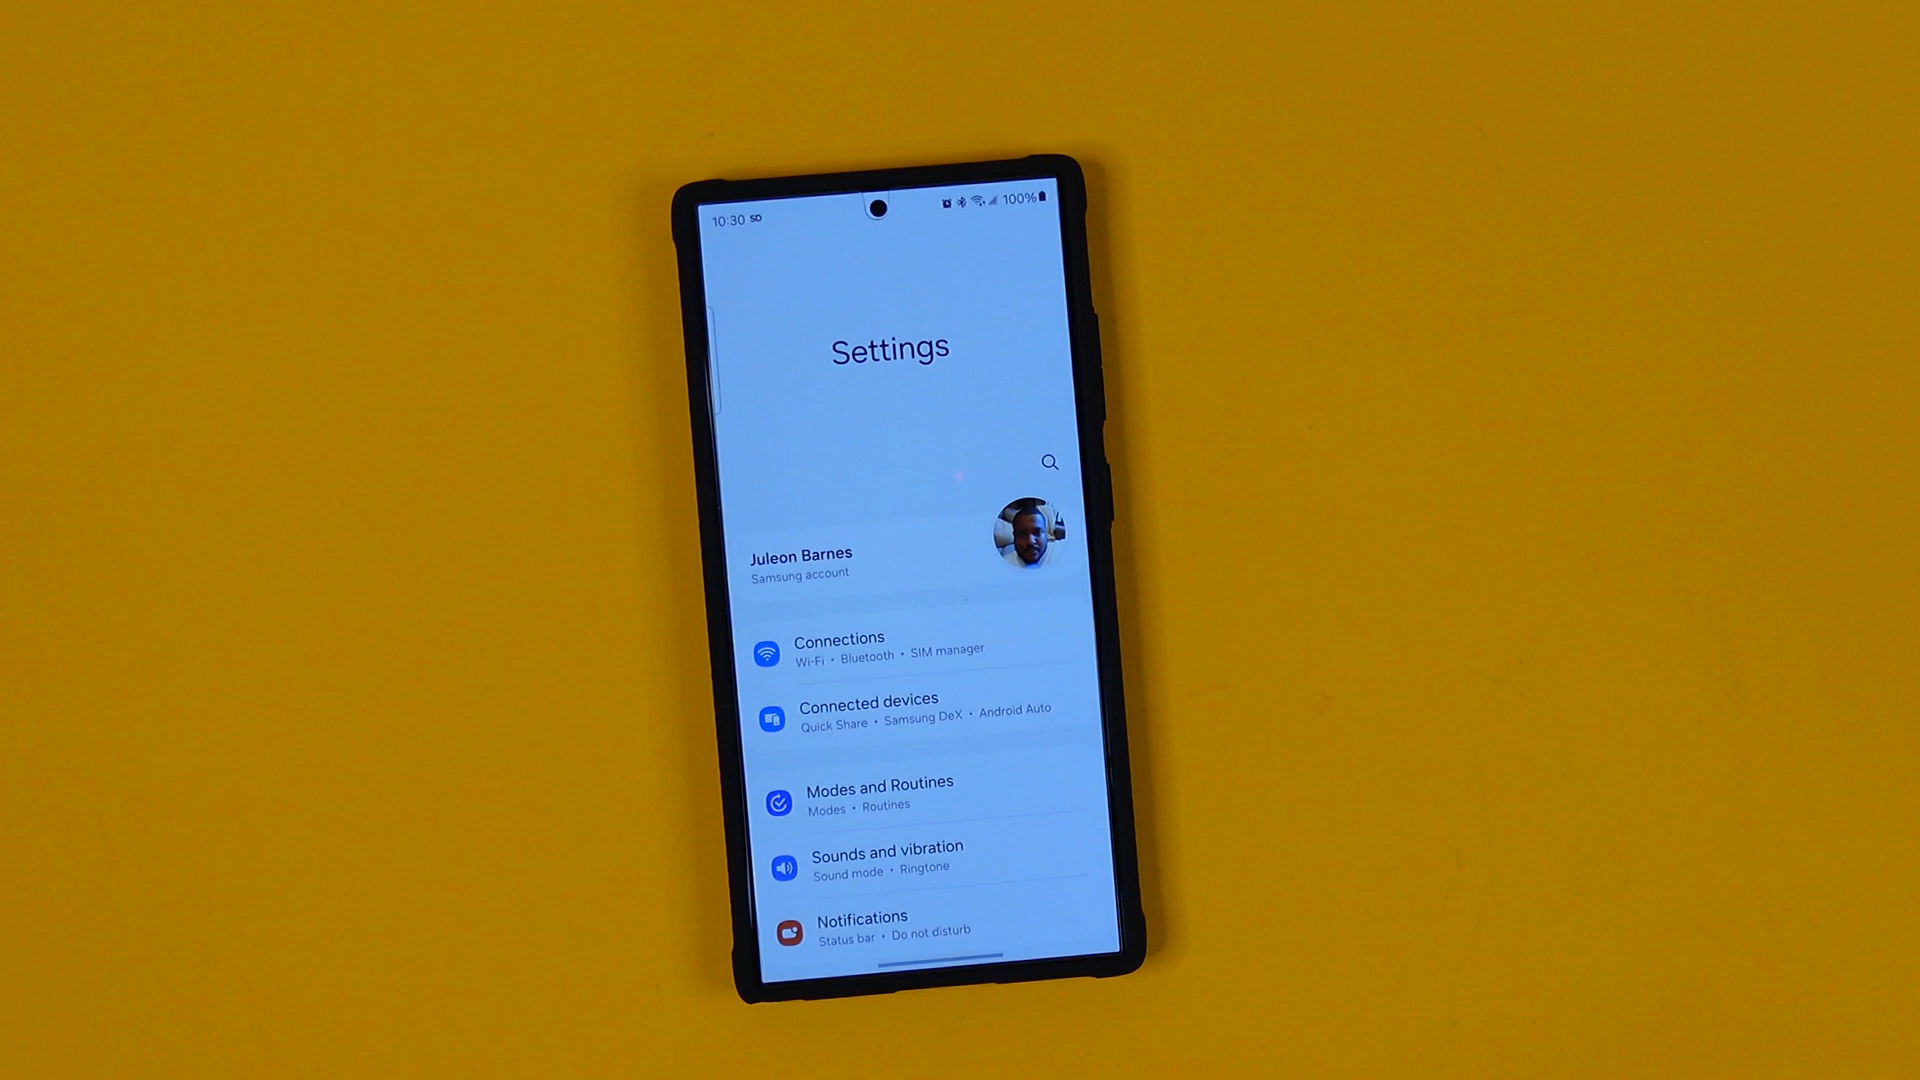 10:30 SD 100%
Settings
Juleon Barnes
Samsung account
Connections
Wi-Fi • Bluetooth • SIM manager
Connected devices
Quick Share • Samsung DeX • Android Auto
Modes and Routines
Modes • Routines
Sounds and vibration
Sound mode • Ringtone
Notifications
Status bar • Do not disturb